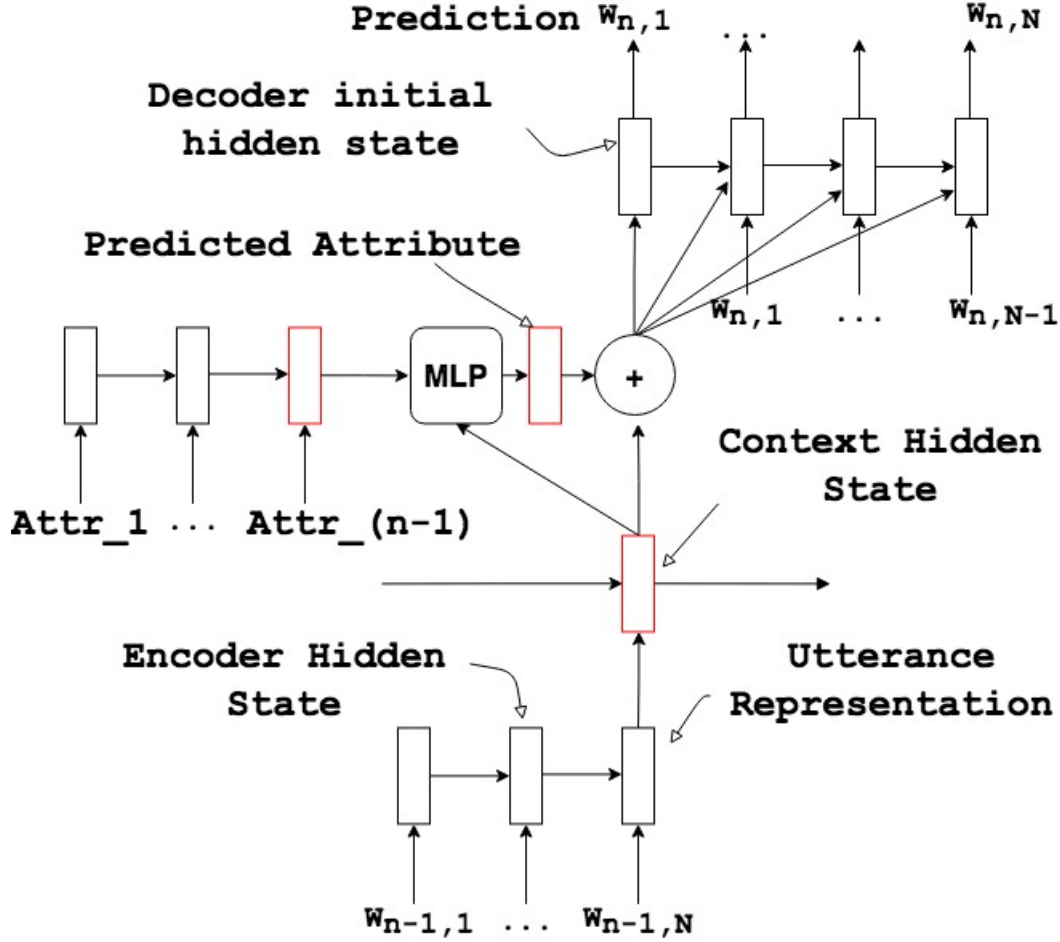 Prediction Wn,1 ... Wn,N
Decoder initial
hidden state
Predicted Attribute
Wn,1 ... Wn,N-1
MLP
+
Context Hidden
State
Attr_1 ... Attr_(n-1)
Encoder Hidden
State
Utterance
Representation
Wn-1,1 ... Wn-1,N